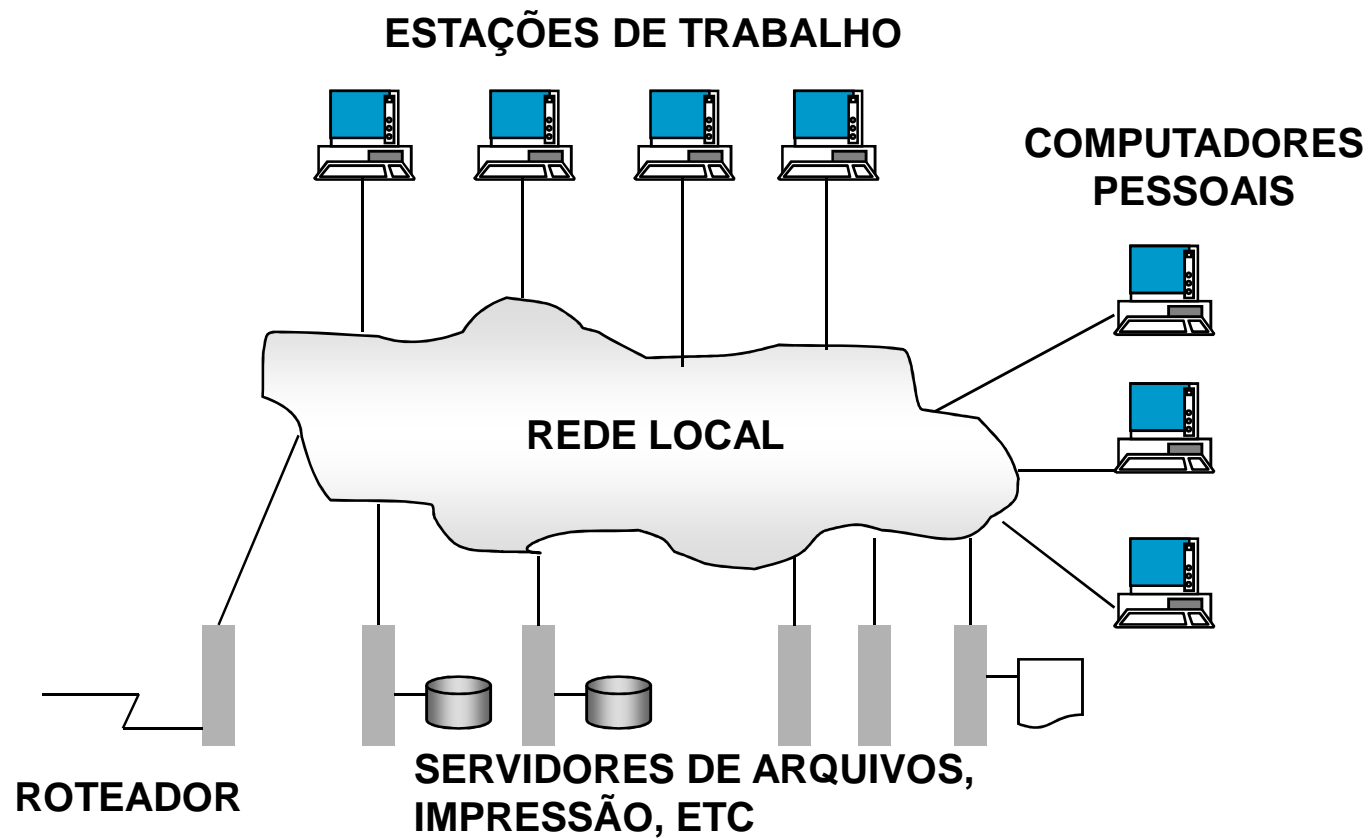 ESTAÇÕES DE TRABALHO
COMPUTADORES
PESSOAIS
REDE LOCAL
ROTEADOR
SERVIDORES DE ARQUIVOS,
IMPRESSÃO, ETC